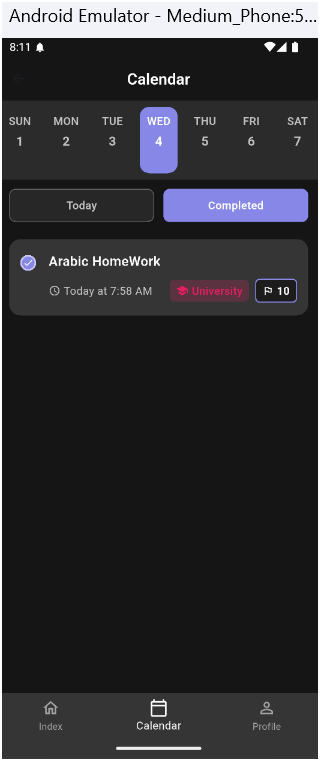 Android Emulator - Medium_Phone:5...
8:11
Calendar
SUN MON TUE WED THU FRI SAT
1 2 3 4 5 6 7
Today Completed
Arabic HomeWork
Today at 7:58 AM University 10
Index Calendar Profile